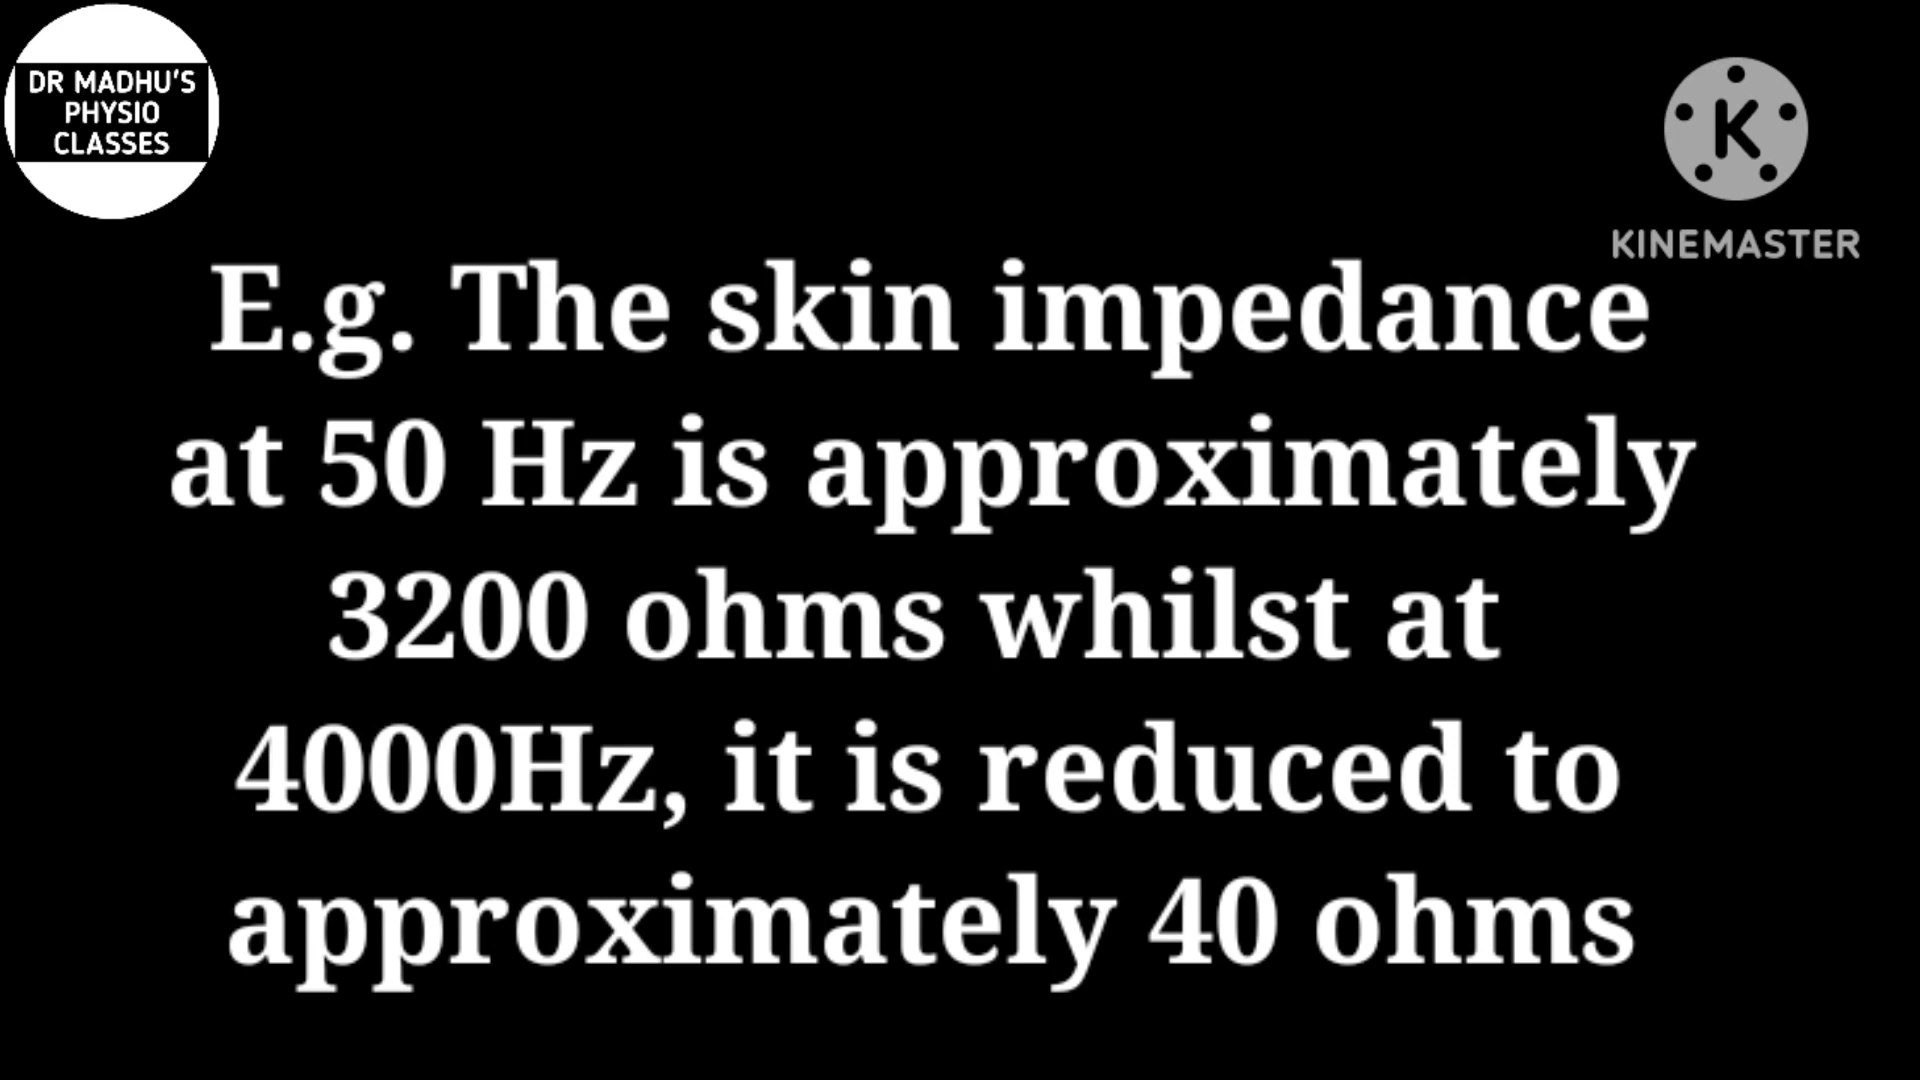 DR MADHU'S
PHYSIO
CLASSES
K
KINEMASTER
E.g. The skin impedance
at 50 Hz is approximately
3200 ohms whilst at
4000Hz, it is reduced to
approximately 40 ohms